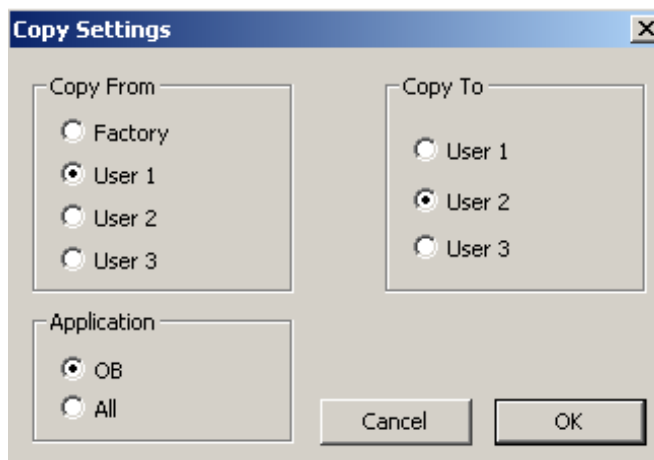 Copy Settings
Copy From
Factory
User 1
User 2
User 3
Copy To
User 1
User 2
User 3
Application
OB
All
Cancel
OK